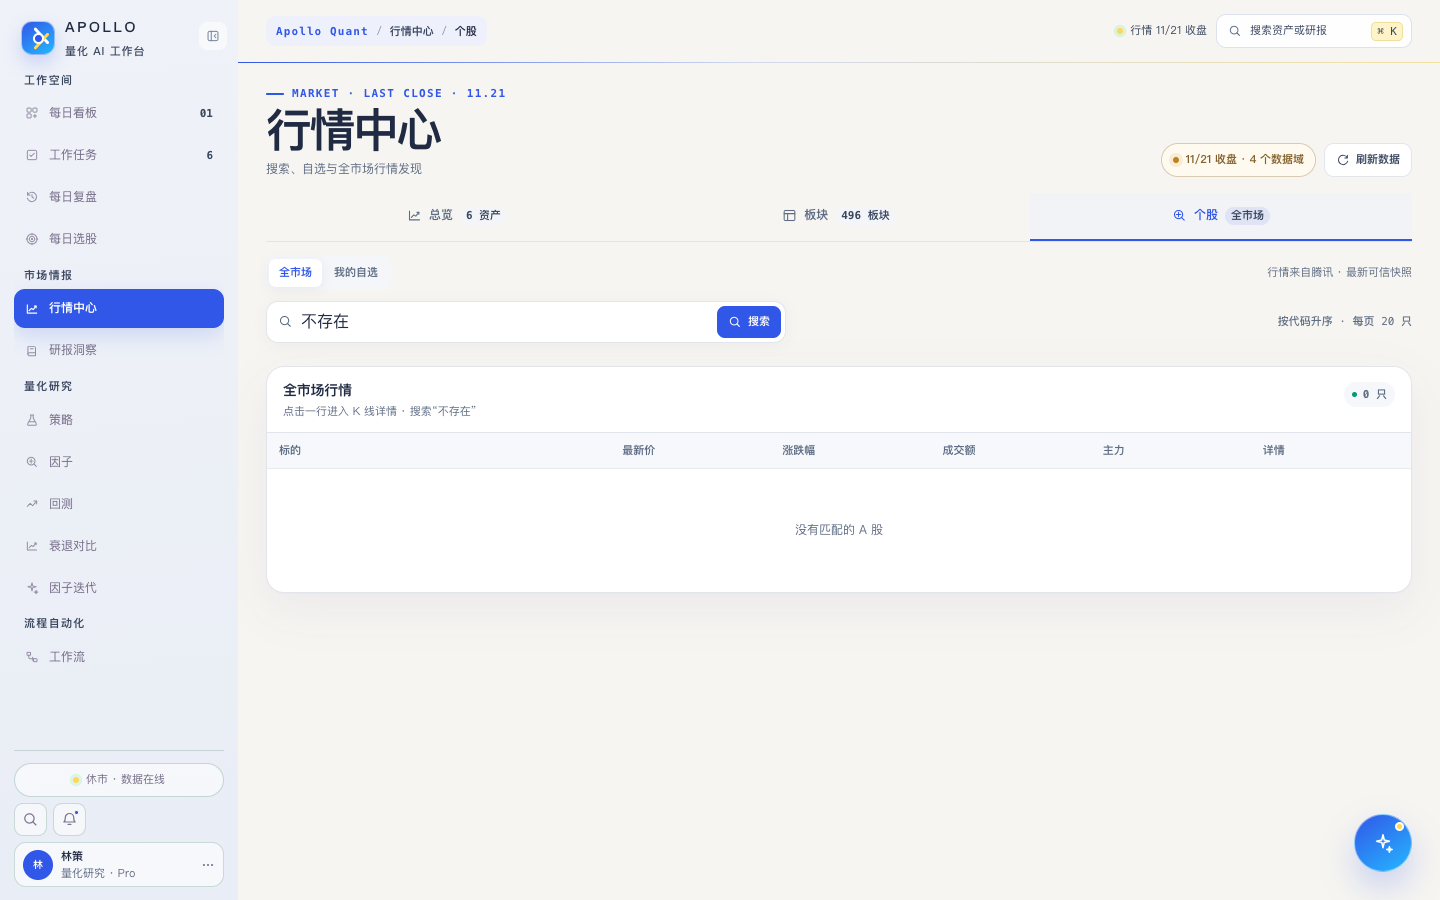 APOLLO
量化 AI 工作台
工作空间
每日看板 01
工作任务 6
每日复盘
每日选股
市场情报
行情中心
研报洞察
量化研究
策略
因子
回测
衰退对比
因子迭代
流程自动化
工作流
休市 · 数据在线
林
林策
量化研究 · Pro
Apollo Quant / 行情中心 / 个股
行情 11/21 收盘
搜索资产或研报 ⌘ K
MARKET · LAST CLOSE · 11.21
行情中心
搜索、自选与全市场行情发现
11/21 收盘 · 4 个数据域
刷新数据
总览 6 资产
板块 496 板块
个股 全市场
全市场 我的自选
行情来自腾讯 · 最新可信快照
不存在
搜索
按代码升序 · 每页 20 只
全市场行情
点击一行进入 K 线详情 · 搜索“不存在”
0 只
标的 最新价 涨跌幅 成交额 主力 详情
没有匹配的 A 股